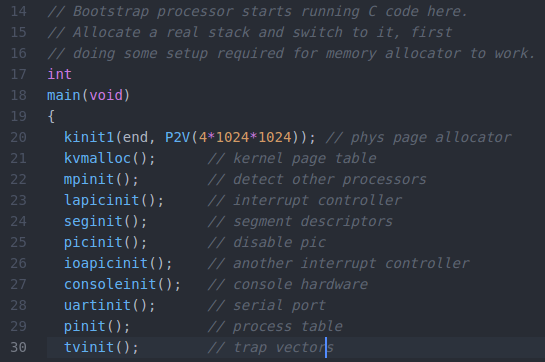 14 // Bootstrap processor starts running C code here.
15 // Allocate a real stack and switch to it, first
16 // doing some setup required for memory allocator to work.
17 int
18 main(void)
19 {
20   kinit1(end, P2V(4*1024*1024)); // phys page allocator
21   kvmalloc();      // kernel page table
22   mpinit();        // detect other processors
23   lapicinit();     // interrupt controller
24   seginit();       // segment descriptors
25   picinit();       // disable pic
26   ioapicinit();    // another interrupt controller
27   consoleinit();   // console hardware
28   uartinit();      // serial port
29   pinit();         // process table
30   tvinit();        // trap vectors